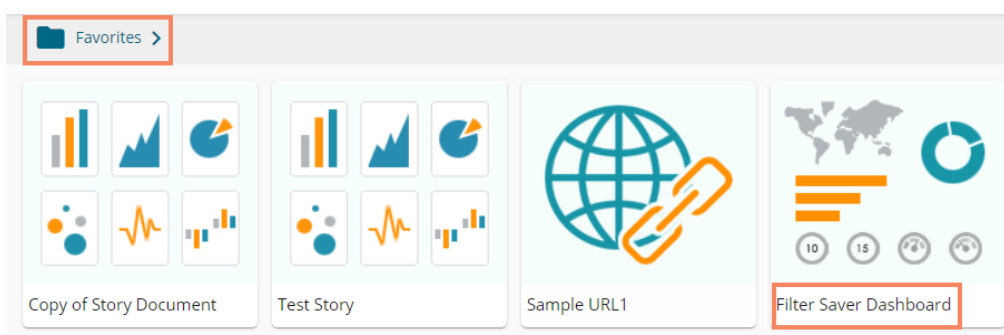 Favorites
10 15
Copy of Story Document
Test Story
Sample URL1
Filter Saver Dashboard